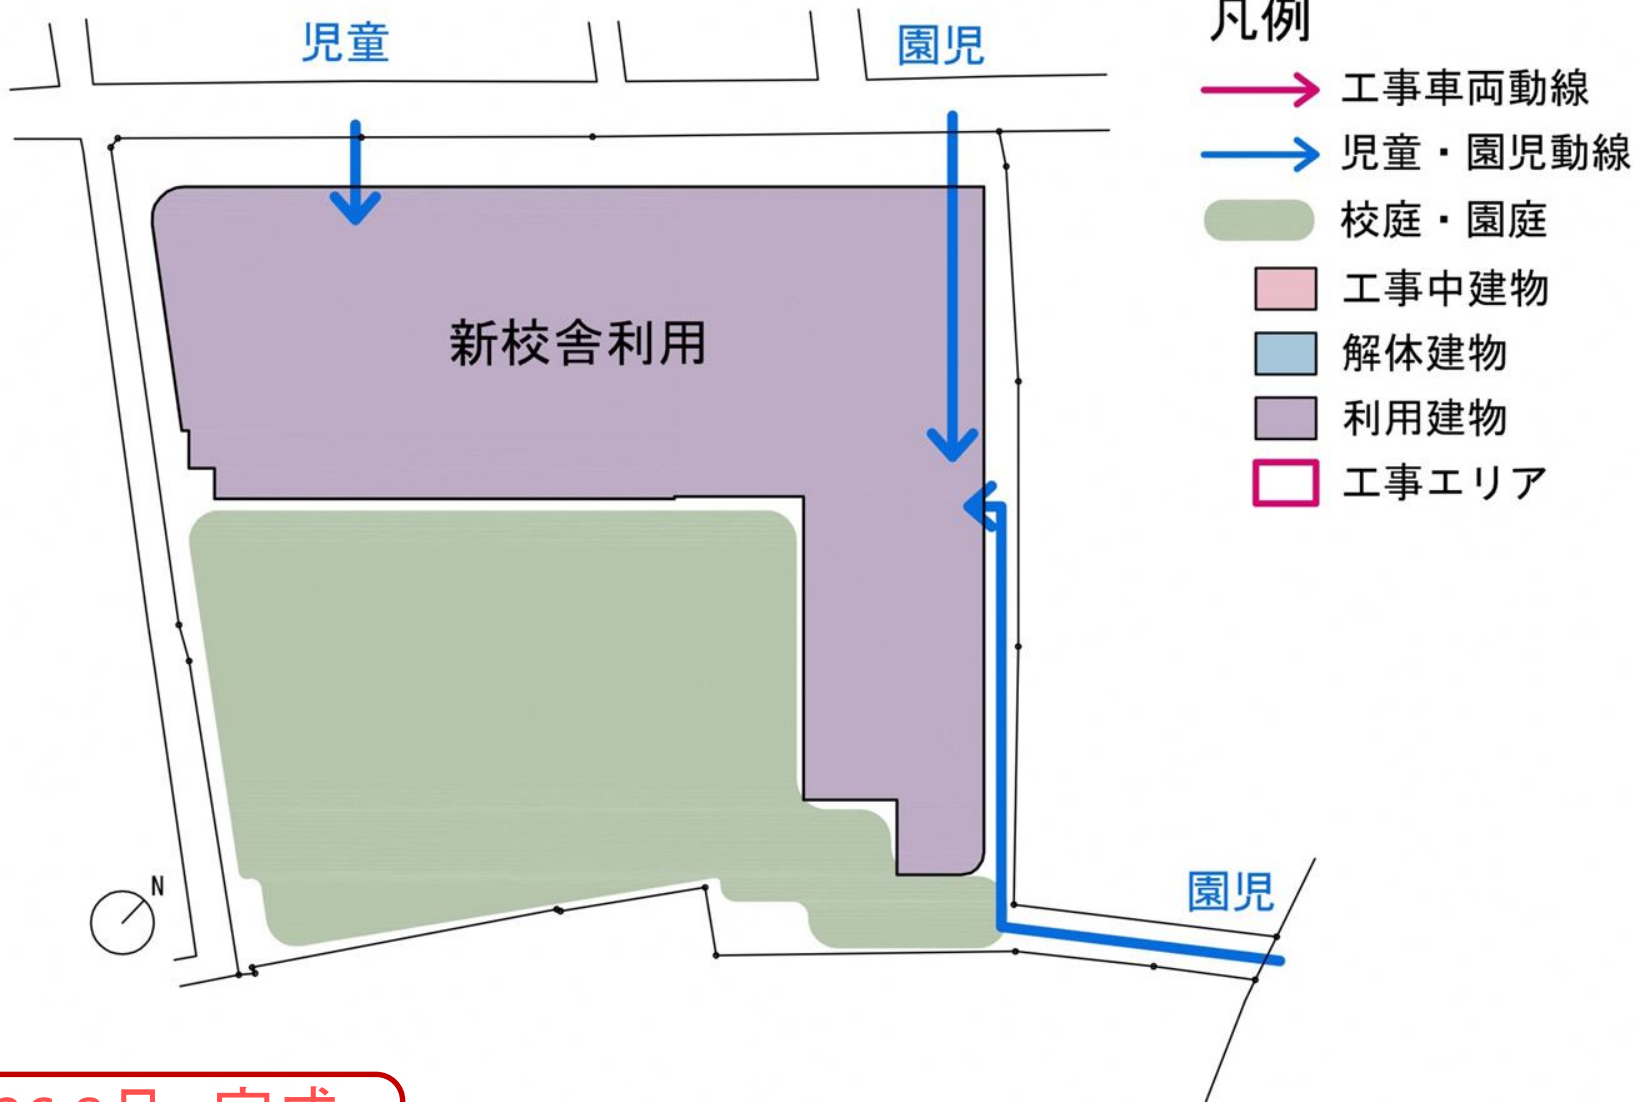 児童
園児
凡例
工事車両動線
児童・園児動線
校庭・園庭
工事中建物
解体建物
利用建物
工事エリア
新校舎利用
園児
N